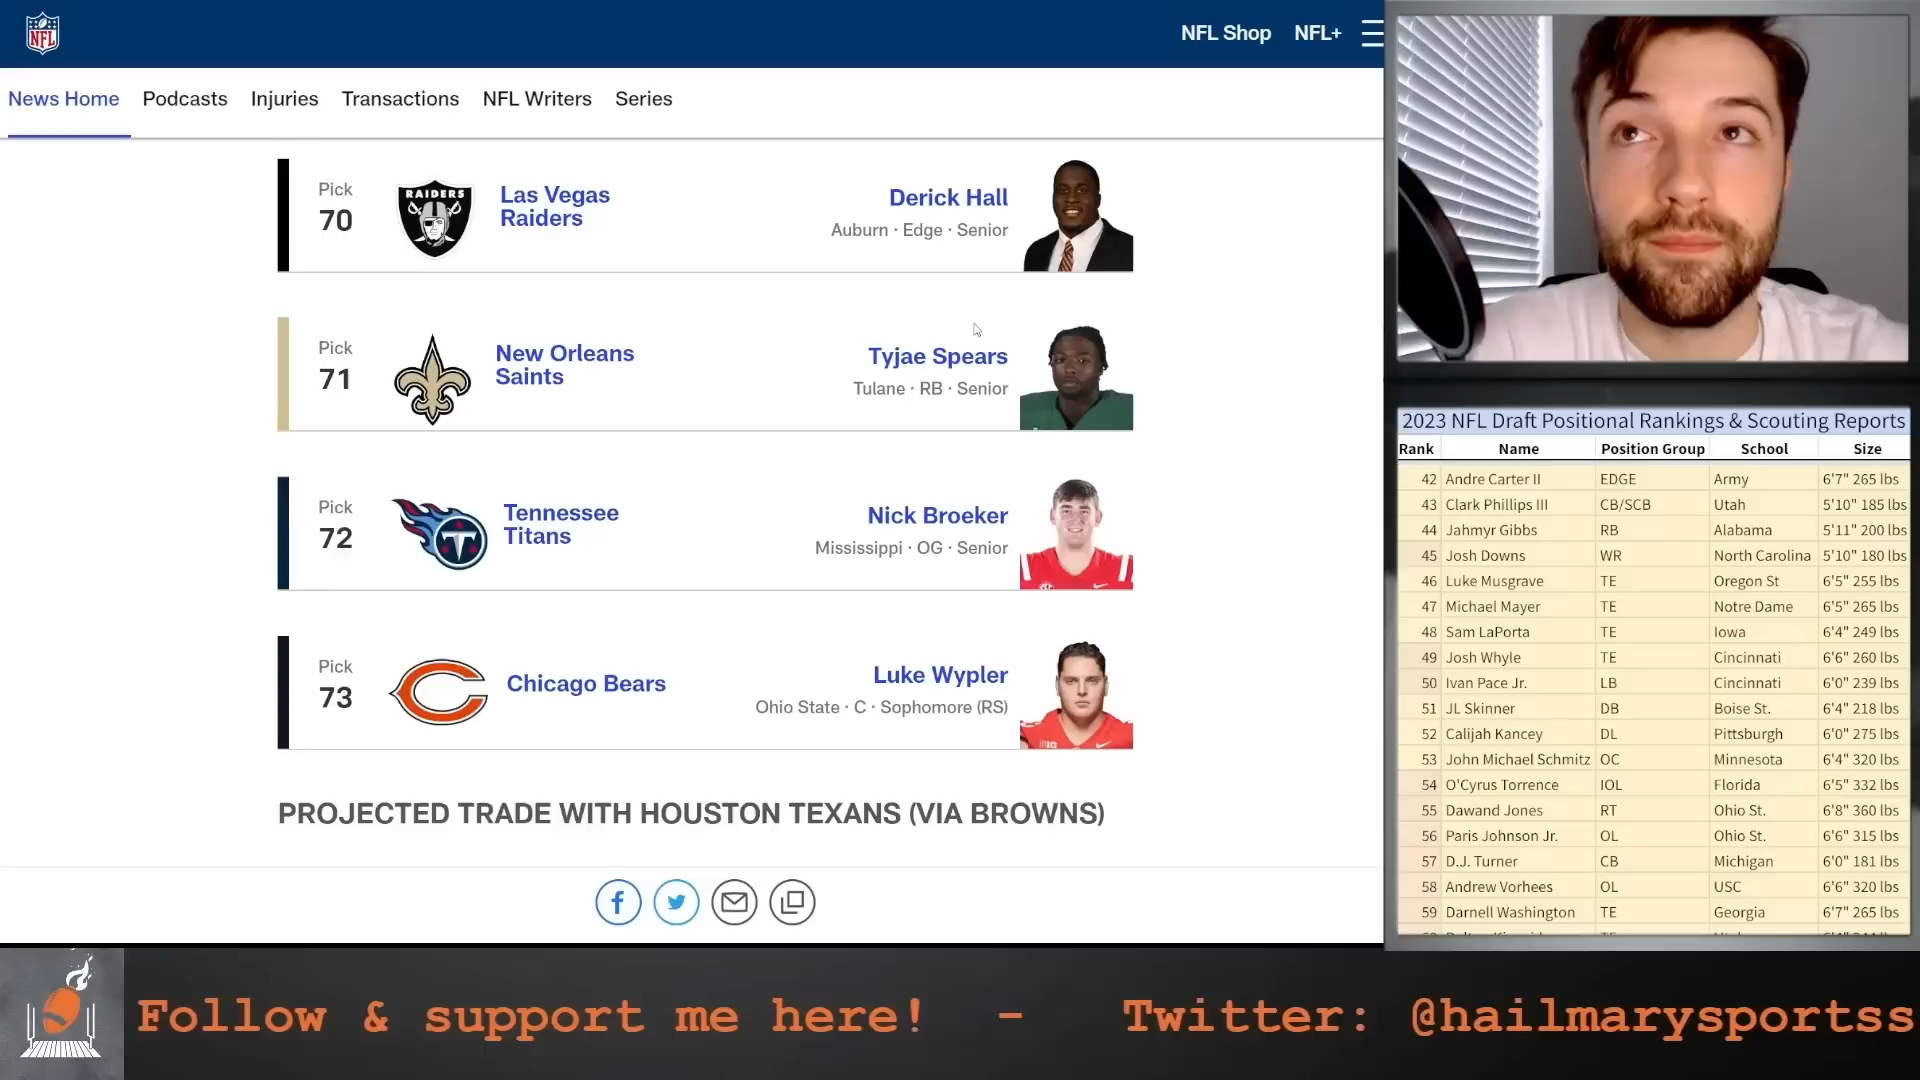 NFL
NFL Shop NFL+
News Home Podcasts Injuries Transactions NFL Writers Series
Pick
70
RAIDERS
Las Vegas
Raiders
Derick Hall
Auburn · Edge · Senior
Pick
71
New Orleans
Saints
Tyjae Spears
Tulane · RB · Senior
Pick
72
T
Tennessee
Titans
Nick Broeker
Mississippi · OG · Senior
Pick
73
Chicago Bears
Luke Wypler
Ohio State · C · Sophomore (RS)
PROJECTED TRADE WITH HOUSTON TEXANS (VIA BROWNS)
2023 NFL Draft Positional Rankings & Scouting Reports
Rank Name Position Group School Size
42 Andre Carter II EDGE Army 6'7" 265 lbs
43 Clark Phillips III CB/SCB Utah 5'10" 185 lbs
44 Jahmyr Gibbs RB Alabama 5'11" 200 lbs
45 Josh Downs WR North Carolina 5'10" 180 lbs
46 Luke Musgrave TE Oregon St 6'5" 255 lbs
47 Michael Mayer TE Notre Dame 6'5" 265 lbs
48 Sam LaPorta TE Iowa 6'4" 249 lbs
49 Josh Whyle TE Cincinnati 6'6" 260 lbs
50 Ivan Pace Jr. LB Cincinnati 6'0" 239 lbs
51 JL Skinner DB Boise St. 6'4" 218 lbs
52 Calijah Kancey DL Pittsburgh 6'0" 275 lbs
53 John Michael Schmitz OC Minnesota 6'4" 320 lbs
54 O'Cyrus Torrence IOL Florida 6'5" 332 lbs
55 Dawand Jones RT Ohio St. 6'8" 360 lbs
56 Paris Johnson Jr. OL Ohio St. 6'6" 315 lbs
57 D.J. Turner CB Michigan 6'0" 181 lbs
58 Andrew Vorhees OL USC 6'6" 320 lbs
59 Darnell Washington TE Georgia 6'7" 265 lbs
Follow & support me here! - Twitter: @hailmarysportss